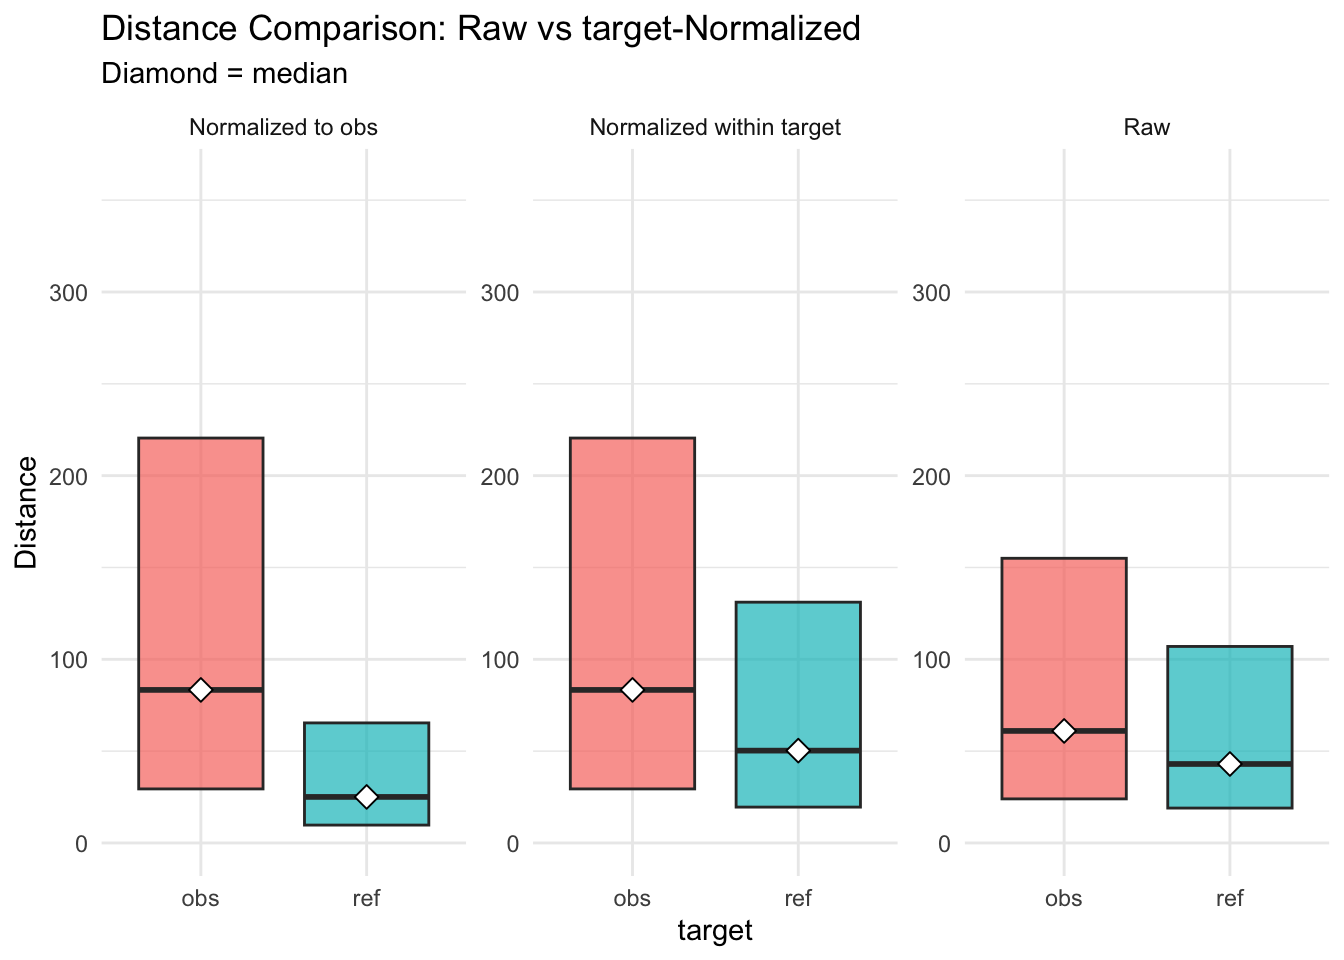 Distance Comparison: Raw vs target-Normalized
Diamond = median
Normalized to obs
Normalized within target
Raw
Distance
300
200
100
0
300
200
100
0
300
200
100
0
obs
ref
obs
ref
obs
ref
target